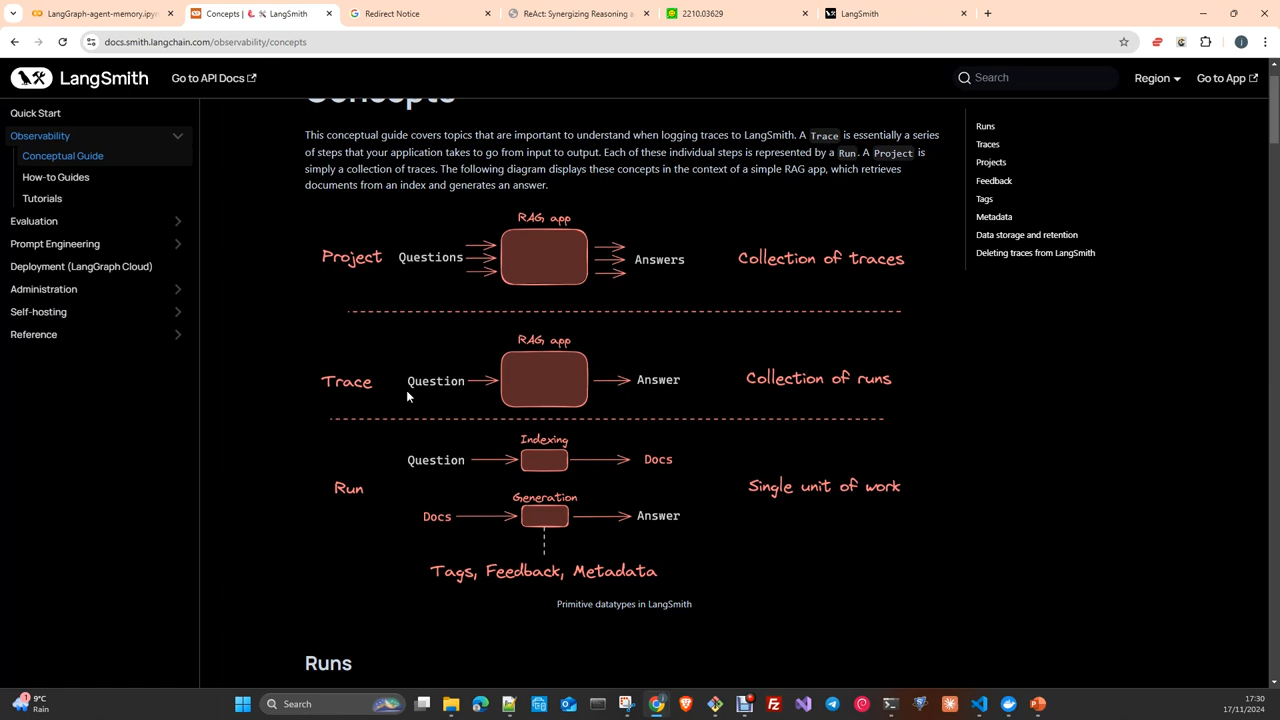 LangGraph-agent-memory.ipyn
Concepts | LangSmith
Redirect Notice
ReAct: Synergizing Reasoning a
2210.03629
LangSmith
docs.smith.langchain.com/observability/concepts
LangSmith
Go to API Docs
Search
Region
Go to App
Quick Start
Observability
Conceptual Guide
How-to Guides
Tutorials
Evaluation
Prompt Engineering
Deployment (LangGraph Cloud)
Administration
Self-hosting
Reference
Concepts
This conceptual guide covers topics that are important to understand when logging traces to LangSmith. A Trace is essentially a series
of steps that your application takes to go from input to output. Each of these individual steps is represented by a Run. A Project is
simply a collection of traces. The following diagram displays these concepts in the context of a simple RAG app, which retrieves
documents from an index and generates an answer.
RAG app
Project Questions Answers Collection of traces
RAG app
Trace Question Answer Collection of runs
Indexing
Question Docs
Run Single unit of work
Generation
Docs Answer
Tags, Feedback, Metadata
Primitive datatypes in LangSmith
Runs
Runs
Traces
Projects
Feedback
Tags
Metadata
Data storage and retention
Deleting traces from LangSmith
1
9°C
Rain
Search
17:30
17/11/2024